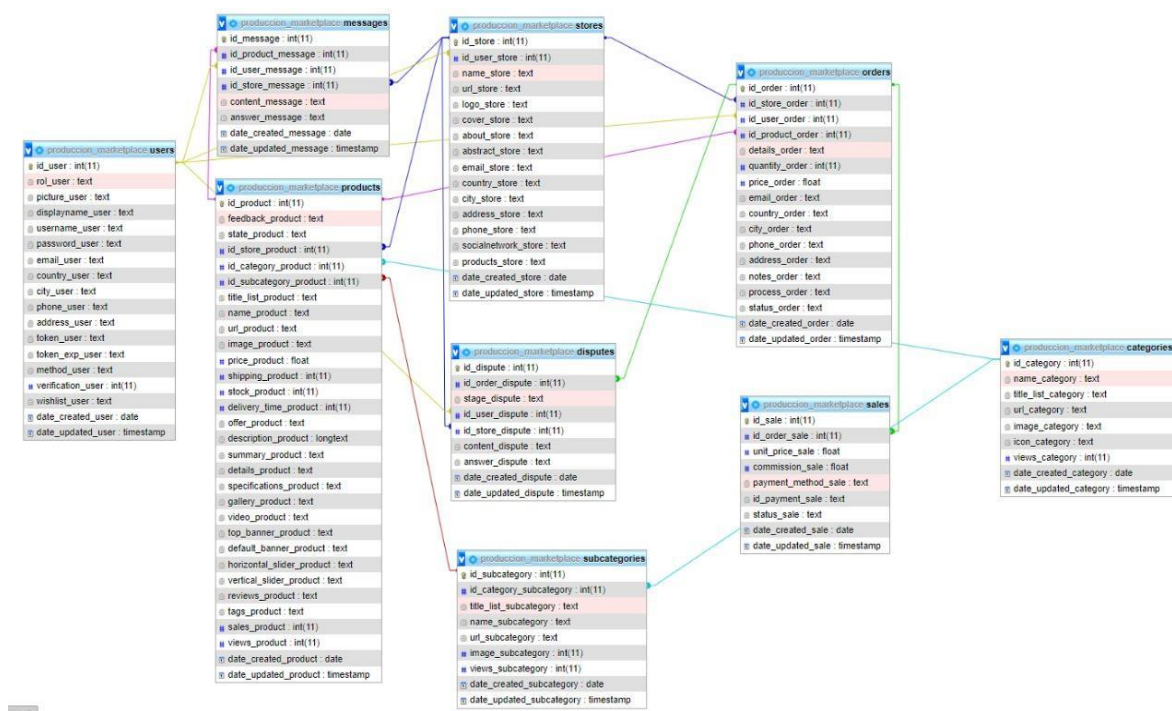 produccion_marketplace users
id_user : int(11)
rol_user : text
picture_user : text
displayname_user : text
username_user : text
password_user : text
email_user : text
country_user : text
city_user : text
phone_user : text
address_user : text
token_user : text
token_exp_user : text
method_user : text
verification_user : int(11)
wishlist_user : text
date_created_user : date
date_updated_user : timestamp
produccion_marketplace messages
id_message : int(11)
id_product_message : int(11)
id_user_message : int(11)
id_store_message : int(11)
content_message : text
answer_message : text
date_created_message : date
date_updated_message : timestamp
produccion_marketplace products
id_product : int(11)
feedback_product : text
state_product : text
id_store_product : int(11)
id_category_product : int(11)
id_subcategory_product : int(11)
title_list_product : text
name_product : text
url_product : text
image_product : text
price_product : float
shipping_product : int(11)
stock_product : int(11)
delivery_time_product : int(11)
offer_product : text
description_product : longtext
summary_product : text
details_product : text
specifications_product : text
gallery_product : text
video_product : text
top_banner_product : text
default_banner_product : text
horizontal_slider_product : text
vertical_slider_product : text
reviews_product : text
tags_product : text
sales_product : int(11)
views_product : int(11)
date_created_product : date
date_updated_product : timestamp
produccion_marketplace stores
id_store : int(11)
id_user_store : int(11)
name_store : text
url_store : text
logo_store : text
cover_store : text
about_store : text
abstract_store : text
email_store : text
country_store : text
city_store : text
address_store : text
phone_store : text
socialnetwork_store : text
products_store : text
date_created_store : date
date_updated_store : timestamp
produccion_marketplace disputes
id_dispute : int(11)
id_order_dispute : int(11)
stage_dispute : text
id_user_dispute : int(11)
id_store_dispute : int(11)
content_dispute : text
answer_dispute : text
date_created_dispute : date
date_updated_dispute : timestamp
produccion_marketplace subcategories
id_subcategory : int(11)
id_category_subcategory : int(11)
title_list_subcategory : text
name_subcategory : text
url_subcategory : text
image_subcategory : int(11)
views_subcategory : int(11)
date_created_subcategory : date
date_updated_subcategory : timestamp
produccion_marketplace orders
id_order : int(11)
id_store_order : int(11)
id_user_order : int(11)
id_product_order : int(11)
details_order : text
quantity_order : int(11)
price_order : float
email_order : text
country_order : text
city_order : text
phone_order : text
address_order : text
notes_order : text
process_order : text
status_order : text
date_created_order : date
date_updated_order : timestamp
produccion_marketplace sales
id_sale : int(11)
id_order_sale : int(11)
unit_price_sale : float
commission_sale : float
payment_method_sale : text
id_payment_sale : text
status_sale : text
date_created_sale : date
date_updated_sale : timestamp
produccion_marketplace categories
id_category : int(11)
name_category : text
title_list_category : text
url_category : text
image_category : text
icon_category : text
views_category : int(11)
date_created_category : date
date_updated_category : timestamp